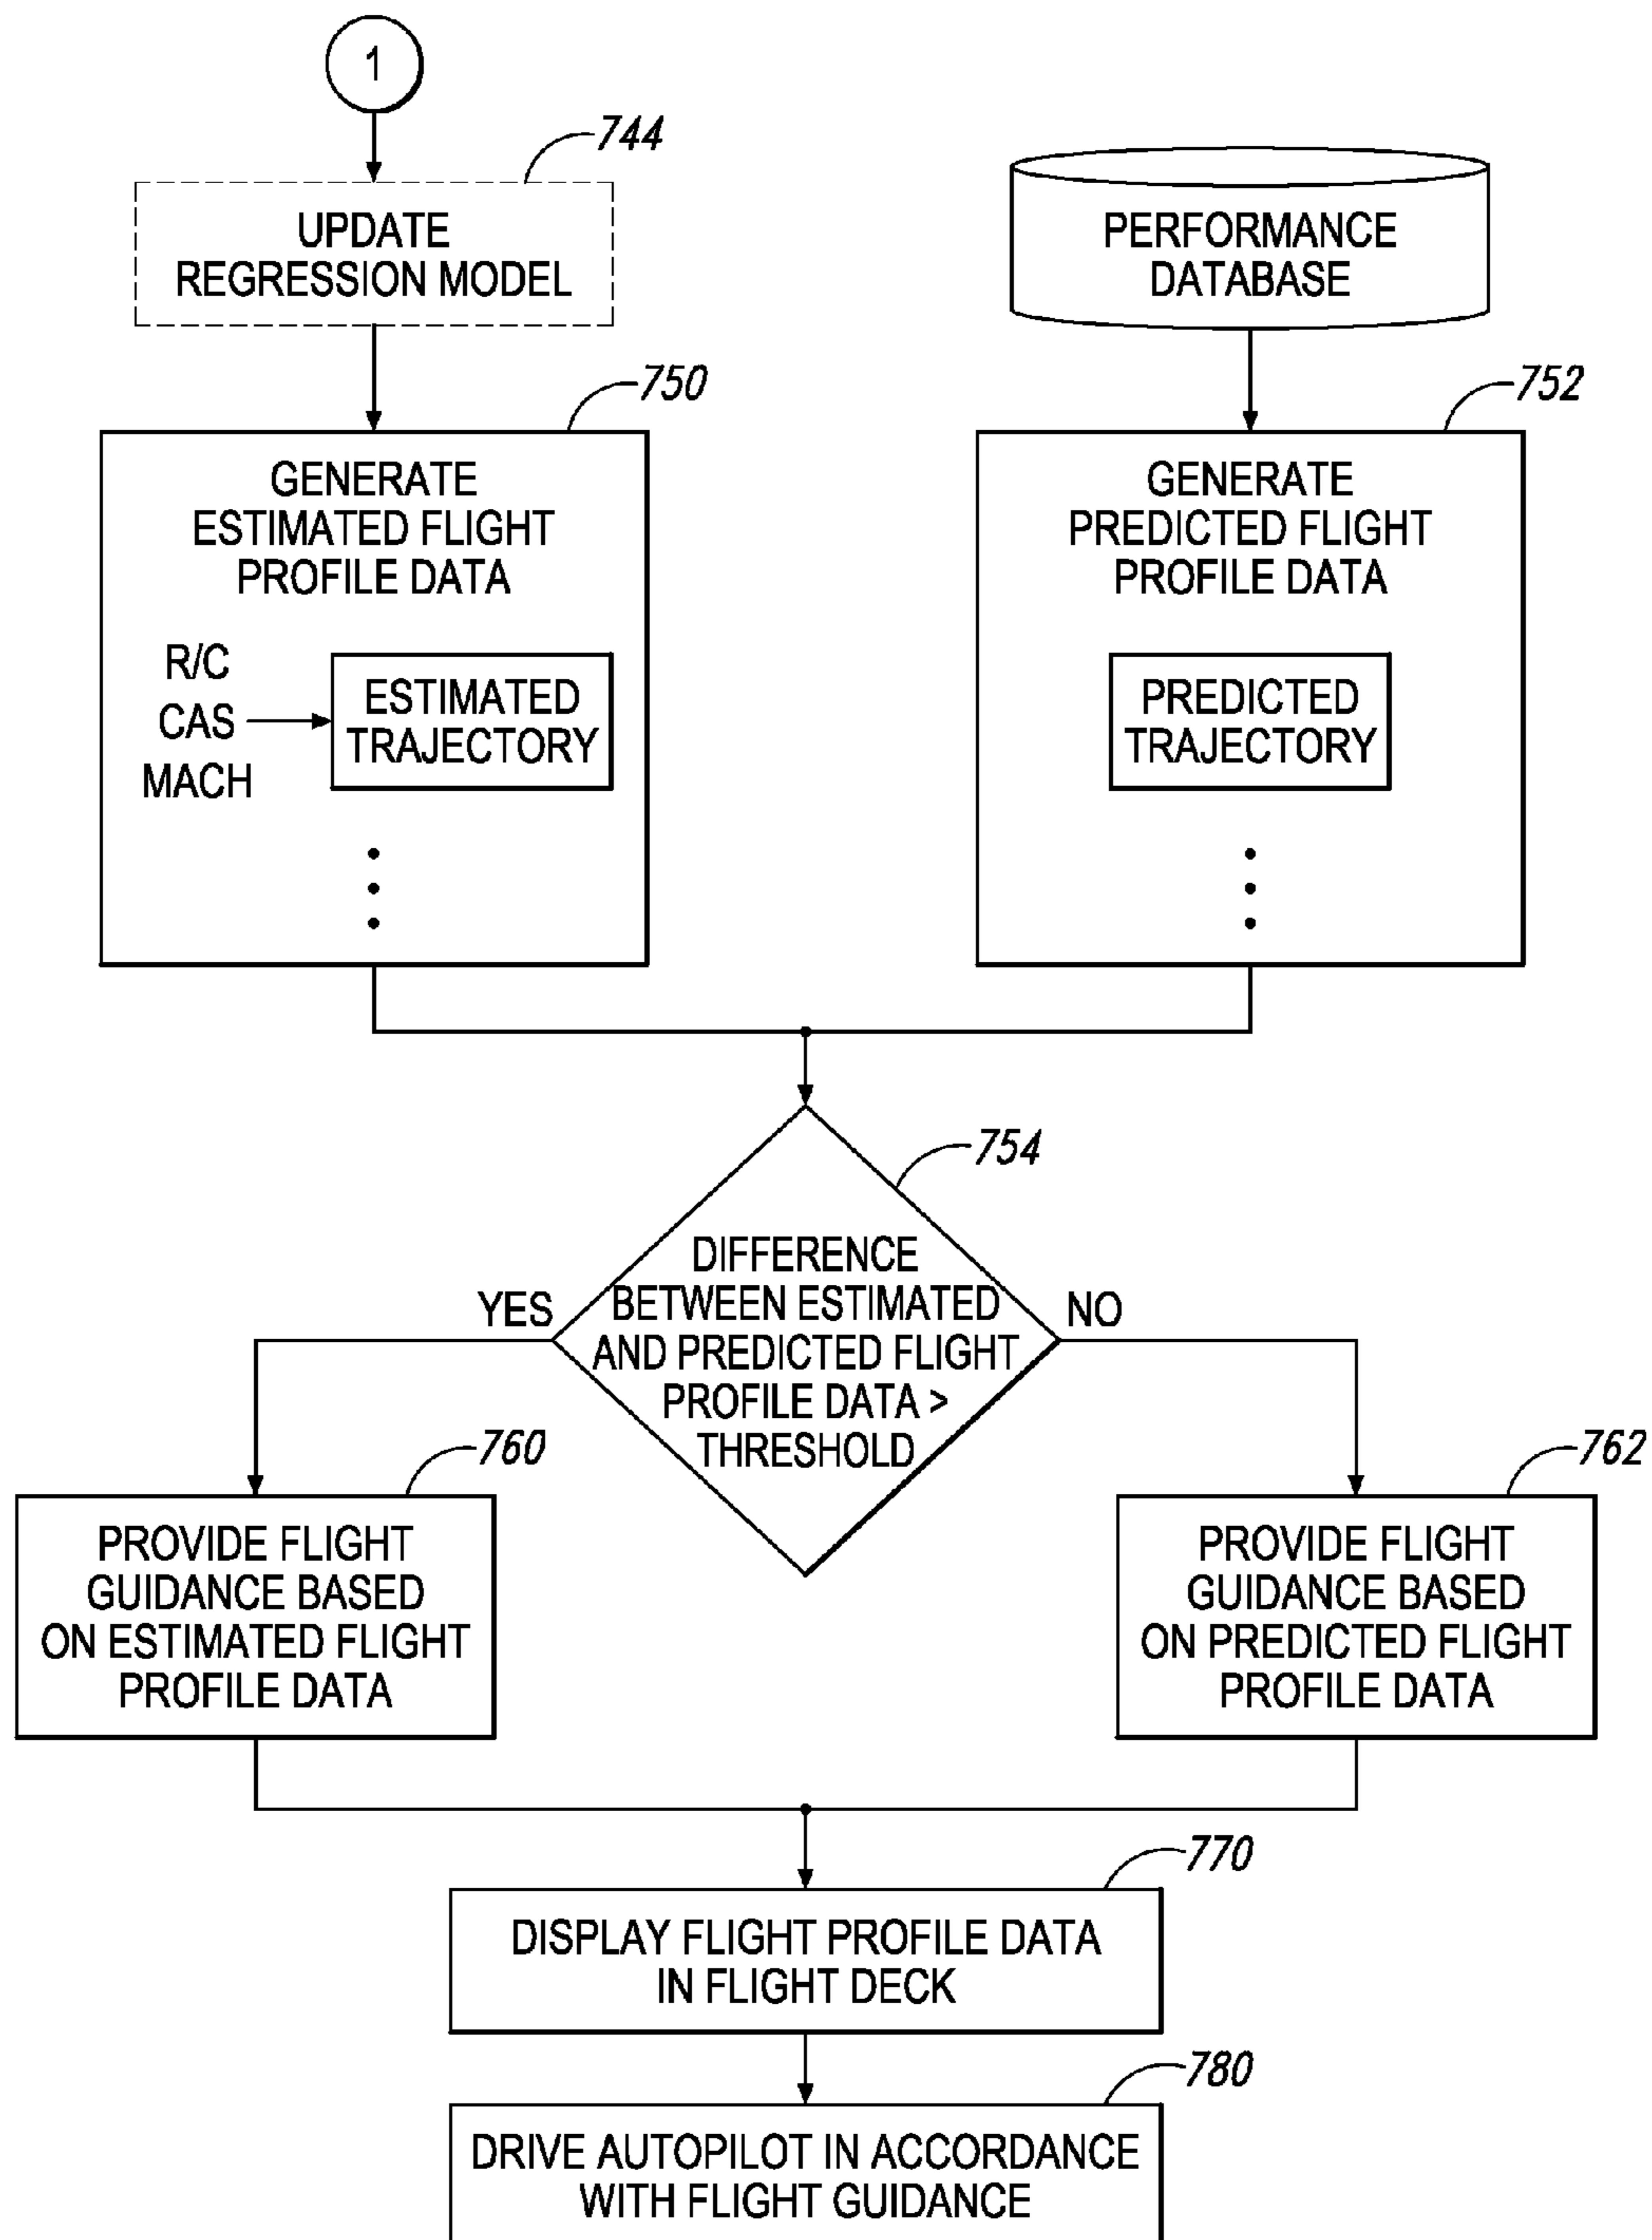 1
744
UPDATE
REGRESSION MODEL
PERFORMANCE
DATABASE
750
GENERATE
ESTIMATED FLIGHT
PROFILE DATA
R/C
CAS
MACH
ESTIMATED
TRAJECTORY
752
GENERATE
PREDICTED FLIGHT
PROFILE DATA
PREDICTED
TRAJECTORY
754
DIFFERENCE
BETWEEN ESTIMATED
AND PREDICTED FLIGHT
PROFILE DATA >
THRESHOLD
YES
NO
760
PROVIDE FLIGHT
GUIDANCE BASED
ON ESTIMATED FLIGHT
PROFILE DATA
762
PROVIDE FLIGHT
GUIDANCE BASED
ON PREDICTED FLIGHT
PROFILE DATA
770
DISPLAY FLIGHT PROFILE DATA
IN FLIGHT DECK
780
DRIVE AUTOPILOT IN ACCORDANCE
WITH FLIGHT GUIDANCE